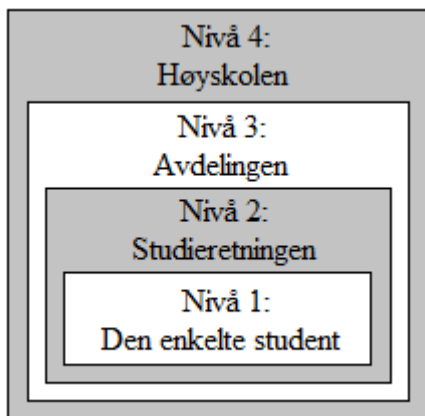 Nivå 4:
Høyskolen
Nivå 3:
Avdelingen
Nivå 2:
Studieretningen
Nivå 1:
Den enkelte student